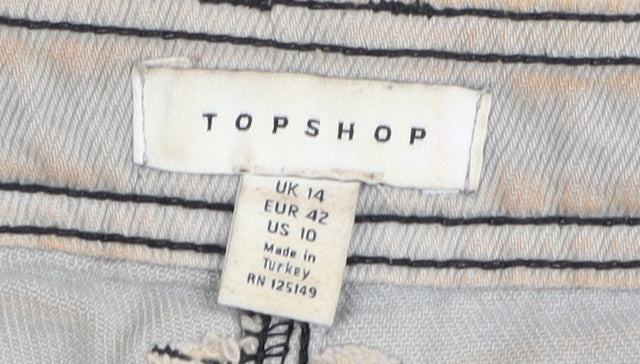 TOPSHOP
UK 14
EUR 42
US 10
Made in
Turkey
RN 125149